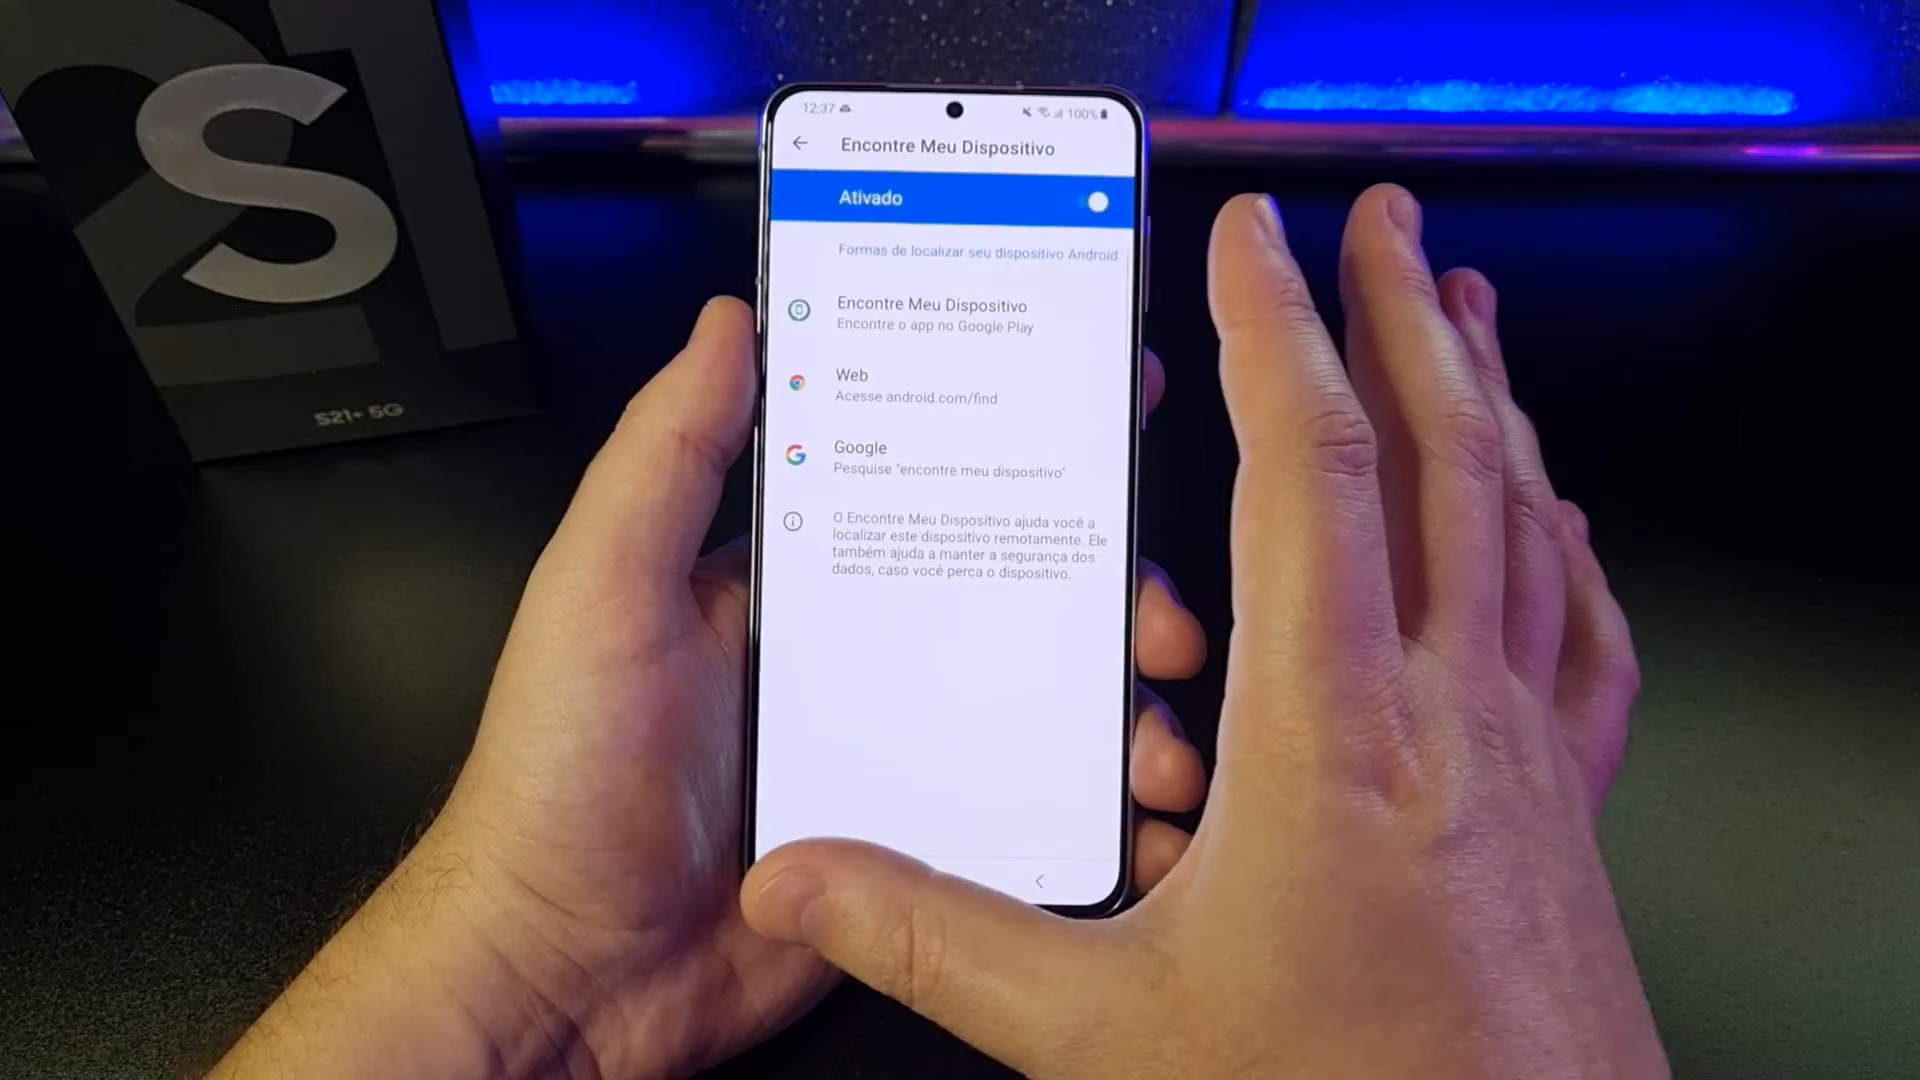 S
21
S21+ 5G
12:37
100%
Encontre Meu Dispositivo
Ativado
Formas de localizar seu dispositivo Android
Encontre Meu Dispositivo
Encontre o app no Google Play
Web
Acesse android.com/find
Google
Pesquise "encontre meu dispositivo"
O Encontre Meu Dispositivo ajuda você a
localizar este dispositivo remotamente. Ele
também ajuda a manter a segurança dos
dados, caso você perca o dispositivo.